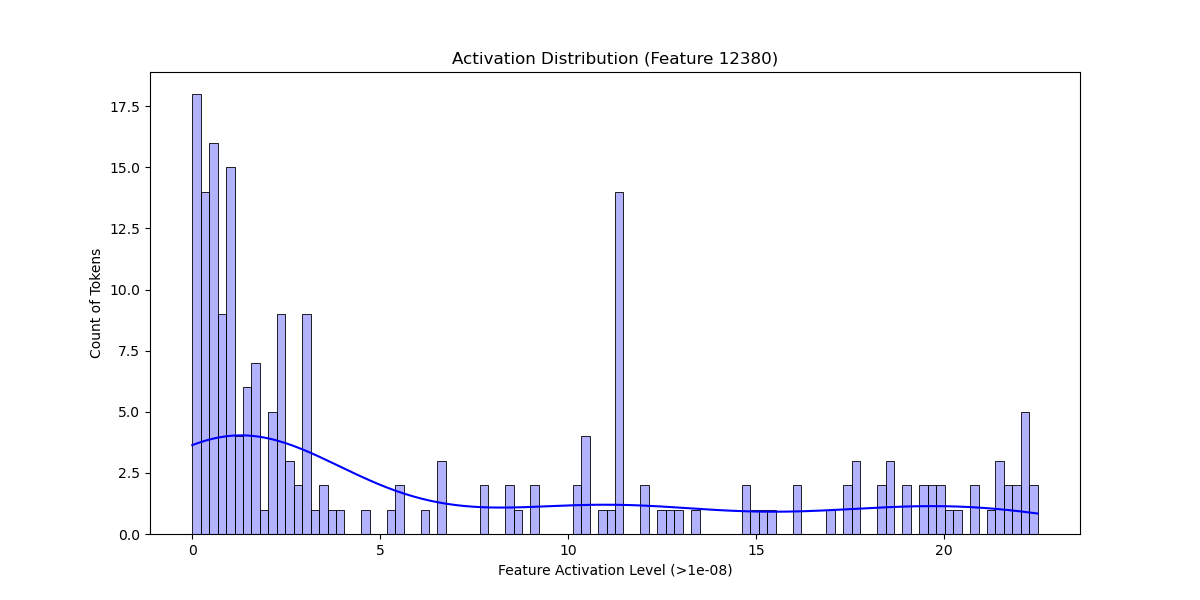 Activation Distribution (Feature 12380)
Count of Tokens
17.5
15.0
12.5
10.0
7.5
5.0
2.5
0.0
0 5 10 15 20
Feature Activation Level (>1e-08)